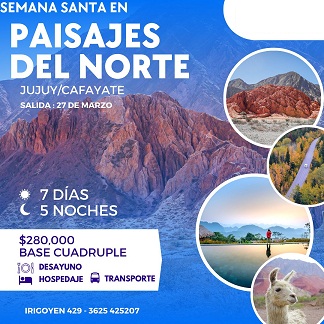 SEMANA SANTA EN
PAISAJES
DEL NORTE
JUJUY/CAFAYATE
SALIDA : 27 DE MARZO
7 DÍAS
5 NOCHES
$280,000
BASE CUADRUPLE
DESAYUNO
HOSPEDAJE TRANSPORTE
IRIGOYEN 429 - 3625 425207